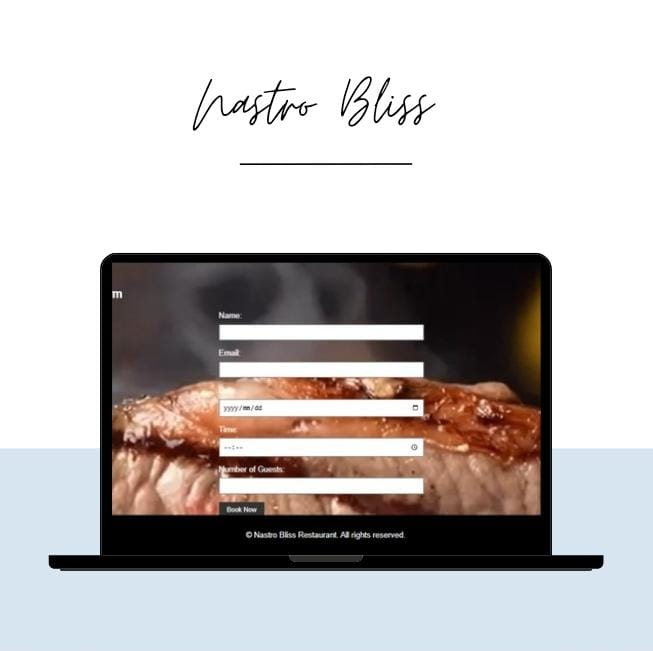 Nastro Bliss
m
Name:
Email:
yyyy/mm/dd
Time:
--:--
Number of Guests:
Book Now
© Nastro Bliss Restaurant. All rights reserved.